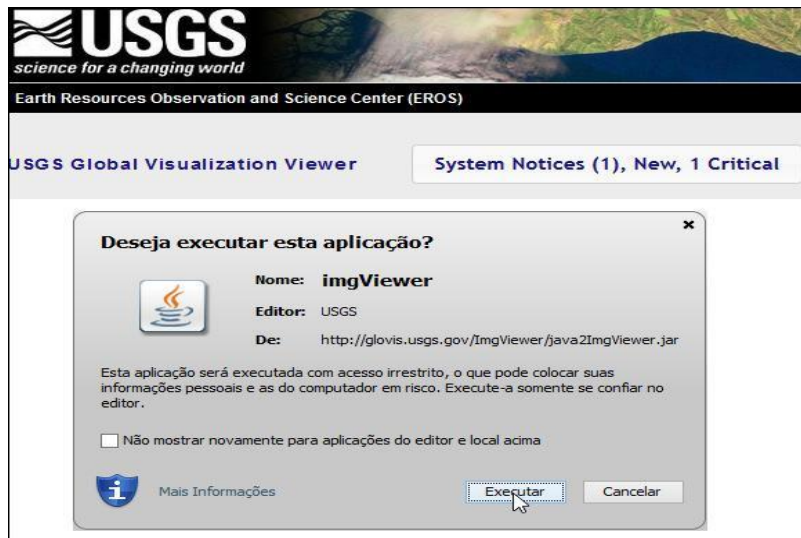 USGS
science for a changing world
Earth Resources Observation and Science Center (EROS)
USGS Global Visualization Viewer
System Notices (1), New, 1 Critical
Deseja executar esta aplicação?
Nome: imgViewer
Editor: USGS
De: http://glovis.usgs.gov/ImgViewer/java2ImgViewer.jar
Esta aplicação será executada com acesso irrestrito, o que pode colocar suas
informações pessoais e as do computador em risco. Execute-a somente se confiar no
editor.
Não mostrar novamente para aplicações do editor e local acima
Mais Informações
Executar
Cancelar